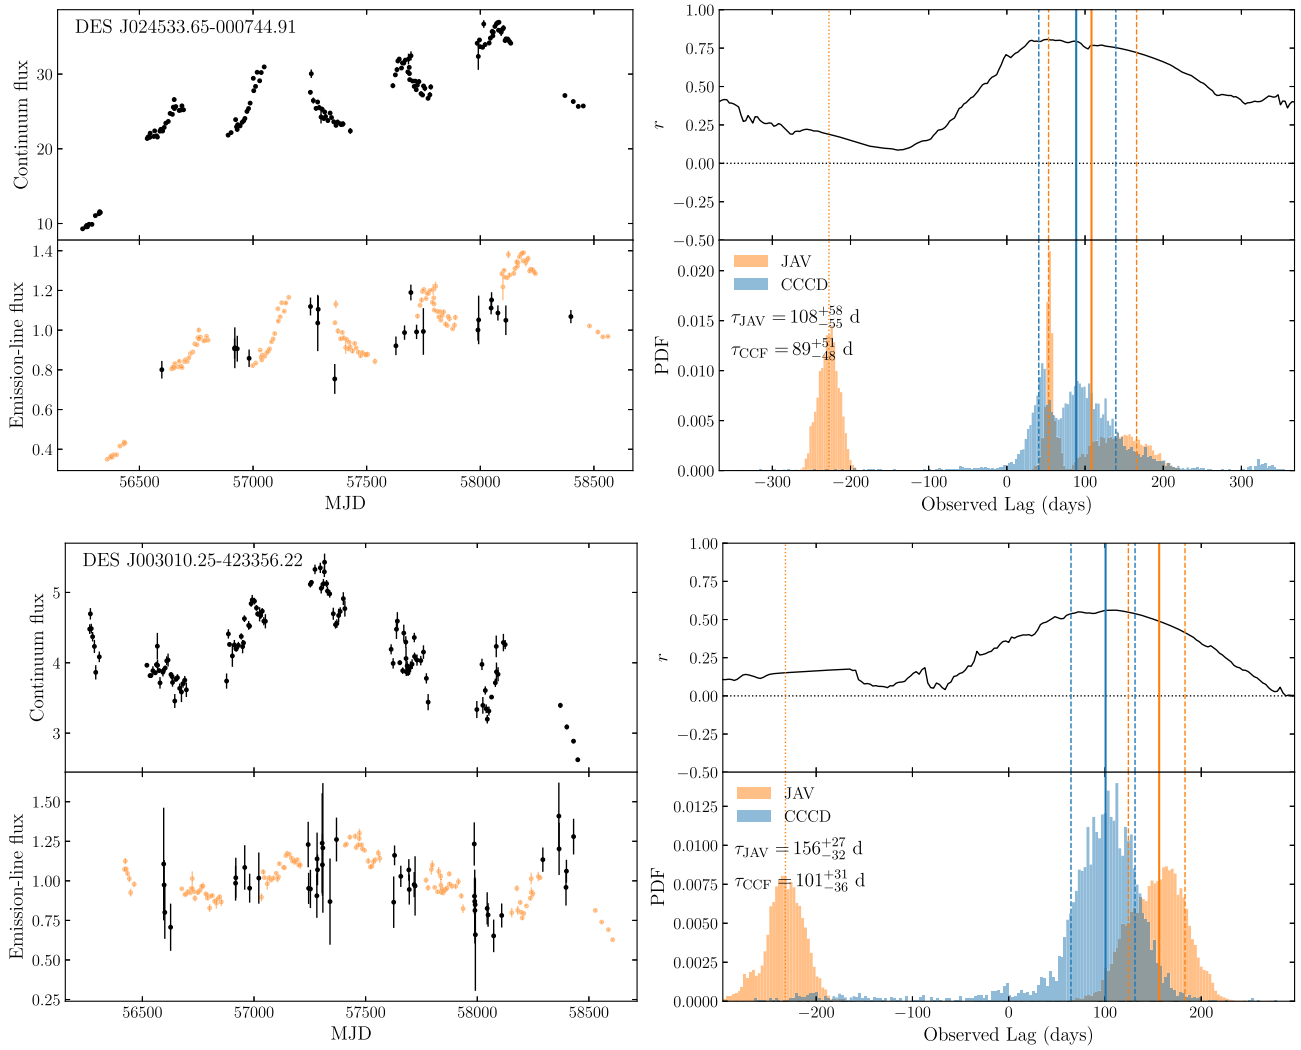 DES J024533.65-000744.91
Continuum flux
30
20
10
Emission-line flux
1.4
1.2
1.0
0.8
0.6
0.4
56500 57000 57500 58000 58500
MJD
r
1.00
0.75
0.50
0.25
0.00
−0.25
−0.50
PDF
0.020
0.015
0.010
0.005
0.000
JAV
CCCD
τJAV = 108+58−55 d
τCCF = 89+51−48 d
−300 −200 −100 0 100 200 300
Observed Lag (days)
DES J003010.25-423356.22
Continuum flux
5
4
3
Emission-line flux
1.50
1.25
1.00
0.75
0.50
0.25
56500 57000 57500 58000 58500
MJD
r
1.00
0.75
0.50
0.25
0.00
−0.25
−0.50
PDF
0.0125
0.0100
0.0075
0.0050
0.0025
0.0000
JAV
CCCD
τJAV = 156+27−32 d
τCCF = 101+31−36 d
−200 −100 0 100 200
Observed Lag (days)